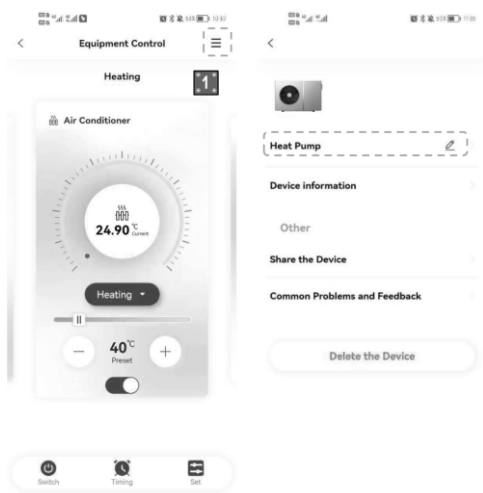 Equipment Control
Heating
1
Air Conditioner
24.90 °C
Current
Heating
40°C
Preset
Switch
Timing
Set
Heat Pump
Device information
Other
Share the Device
Common Problems and Feedback
Delete the Device